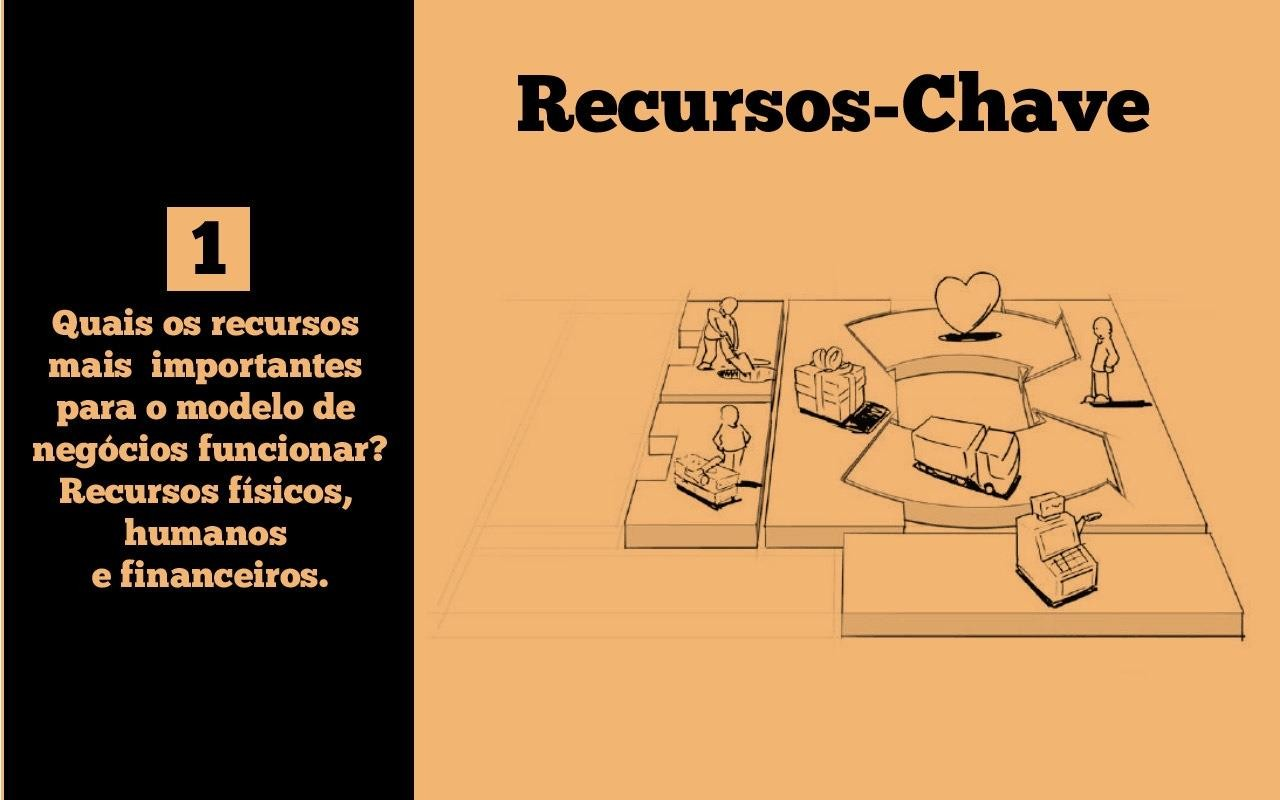 Recursos-Chave
1
Quais os recursos
mais importantes
para o modelo de
negócios funcionar?
Recursos físicos,
humanos
e financeiros.